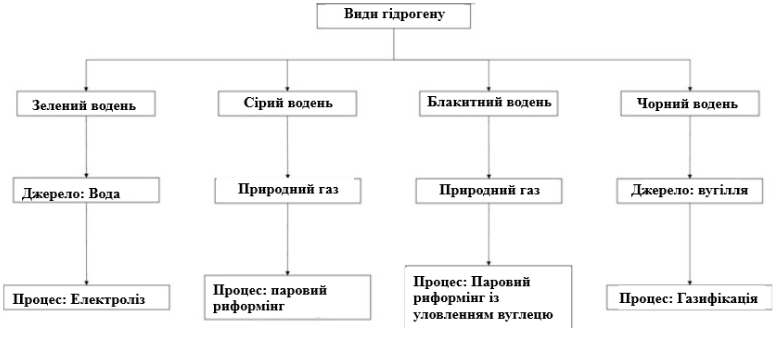 Види гідрогену
Зелений водень
Сірий водень
Блакитний водень
Чорний водень
Джерело: Вода
Природний газ
Природний газ
Джерело: вугілля
Процес: Електроліз
Процес: паровий
риформінг
Процес: Паровий
риформінг із
уловленням вуглецю
Процес: Газифікація